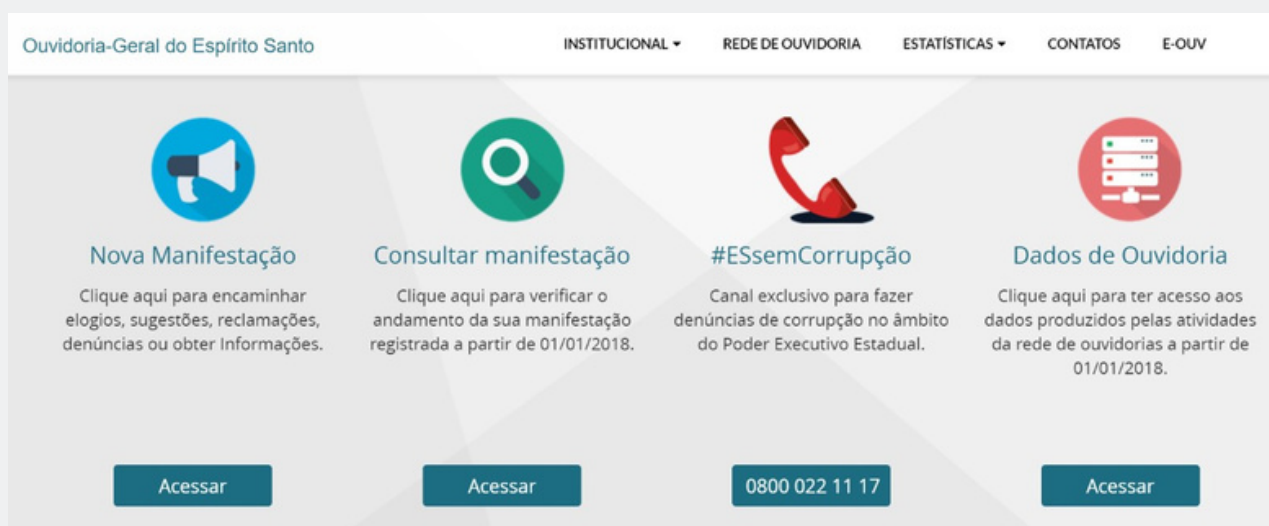 Ouvidoria-Geral do Espírito Santo
INSTITUCIONAL
REDE DE OUVIDORIA
ESTATÍSTICAS
CONTATOS
E-OUV
Nova Manifestação
Clique aqui para encaminhar
elogios, sugestões, reclamações,
denúncias ou obter Informações.
Acessar
Consultar manifestação
Clique aqui para verificar o
andamento da sua manifestação
registrada a partir de 01/01/2018.
Acessar
#ESsemCorrupção
Canal exclusivo para fazer
denúncias de corrupção no âmbito
do Poder Executivo Estadual.
0800 022 11 17
Dados de Ouvidoria
Clique aqui para ter acesso aos
dados produzidos pelas atividades
da rede de ouvidorias a partir de
01/01/2018.
Acessar